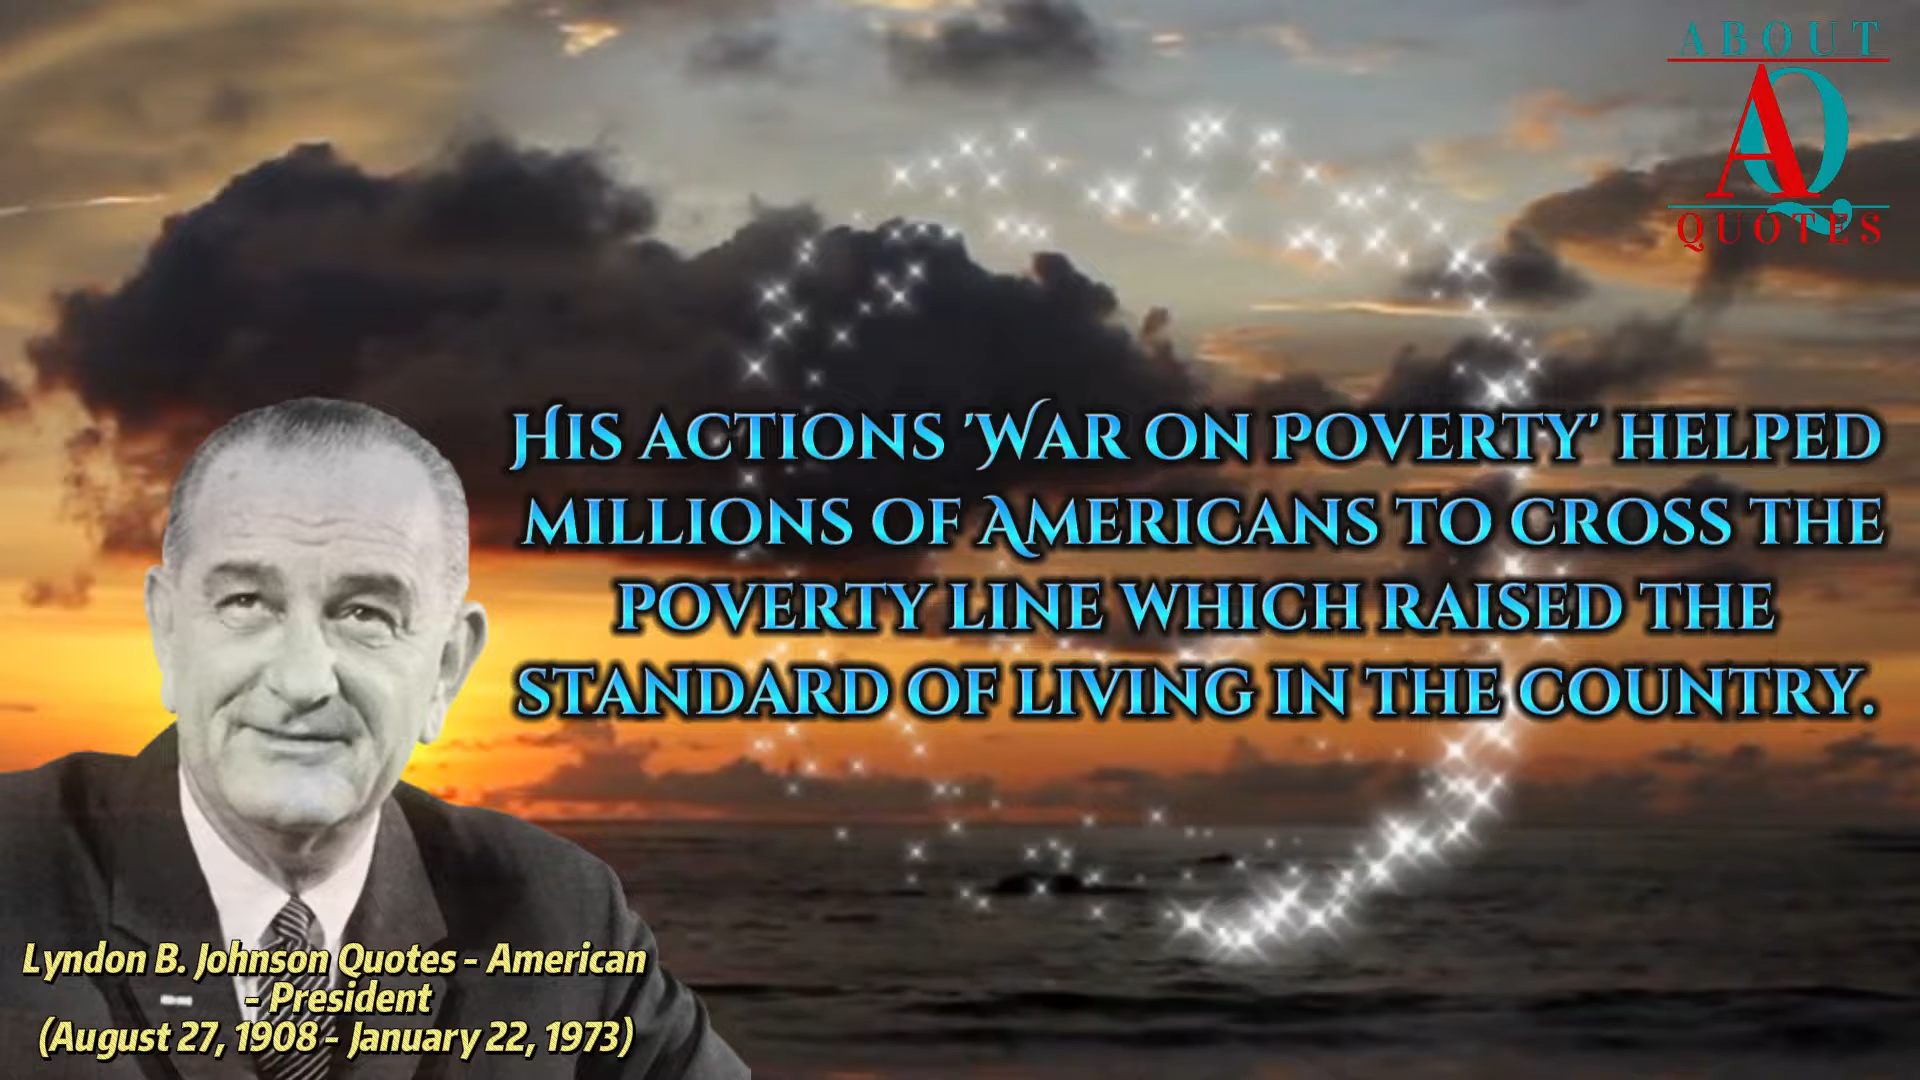 ABOUT
AQ
QUOTES
His actions 'War on Poverty' helped
millions of Americans to cross the
poverty line which raised the
standard of living in the country.
Lyndon B. Johnson Quotes - American
- President
(August 27, 1908 - January 22, 1973)